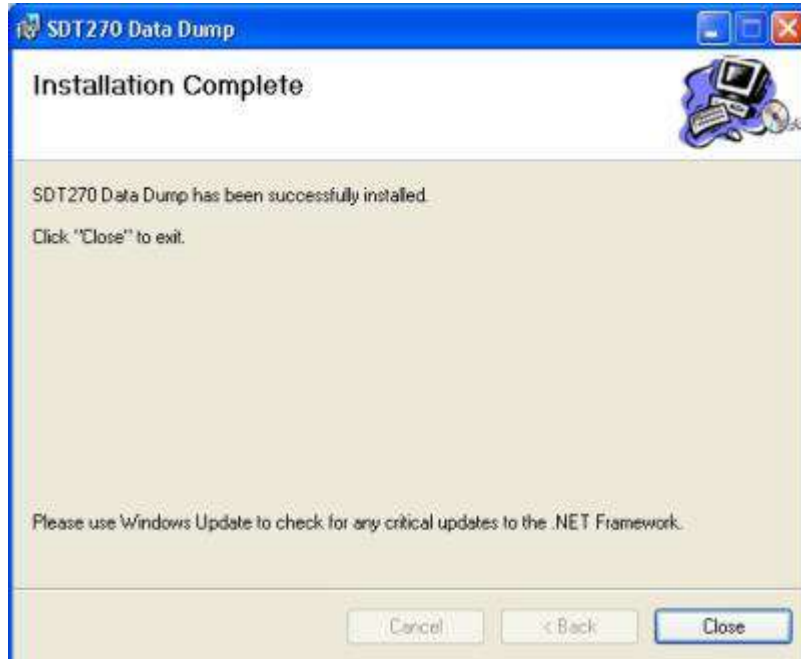 SDT270 Data Dump
Installation Complete
SDT270 Data Dump has been successfully installed.
Click "Close" to exit.
Please use Windows Update to check for any critical updates to the .NET Framework.
Cancel
< Back
Close